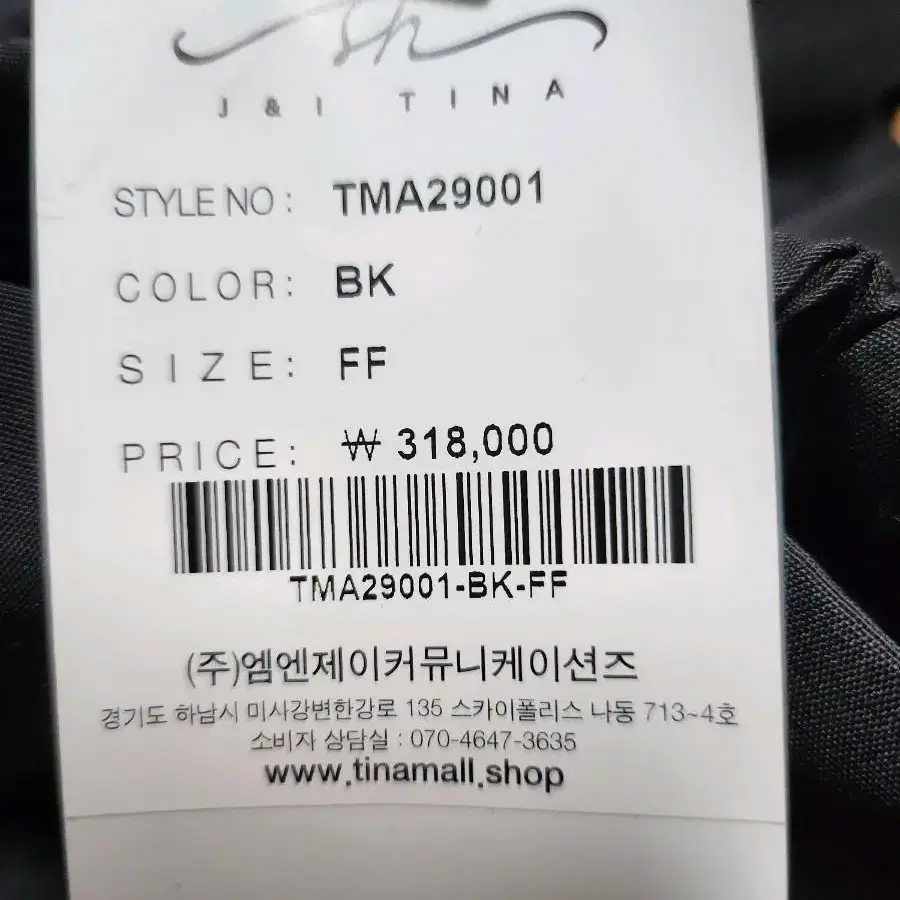 sh
J & I TINA
STYLE NO : TMA29001
COLOR: BK
SIZE: FF
PRICE: ₩ 318,000
TMA29001-BK-FF
(주)엠엔제이커뮤니케이션즈
경기도 하남시 미사강변한강로 135 스카이폴리스 나동 713~4호
소비자 상담실 : 070-4647-3635
www.tinamall.shop